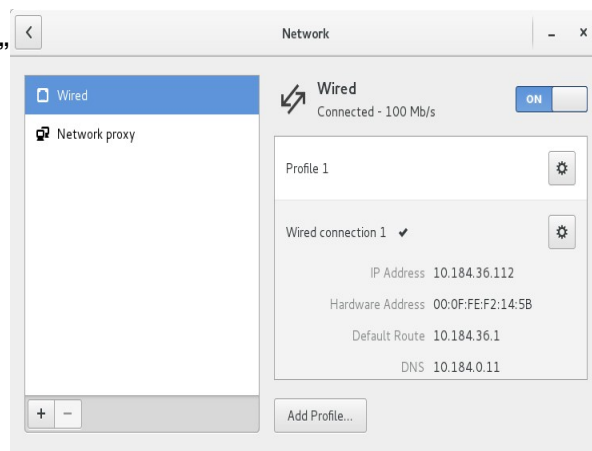 ”
Network
Wired
Network proxy
Wired
Connected - 100 Mb/s
ON
Profile 1
Wired connection 1 ✔
IP Address 10.184.36.112
Hardware Address 00:0F:FE:F2:14:5B
Default Route 10.184.36.1
DNS 10.184.0.11
Add Profile...